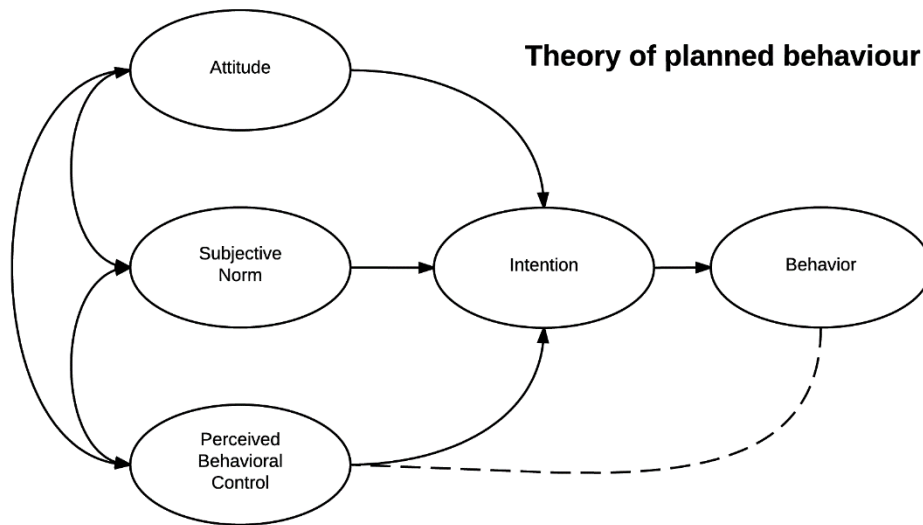 Theory of planned behaviour
Attitude
Subjective
Norm
Intention
Behavior
Perceived
Behavioral
Control